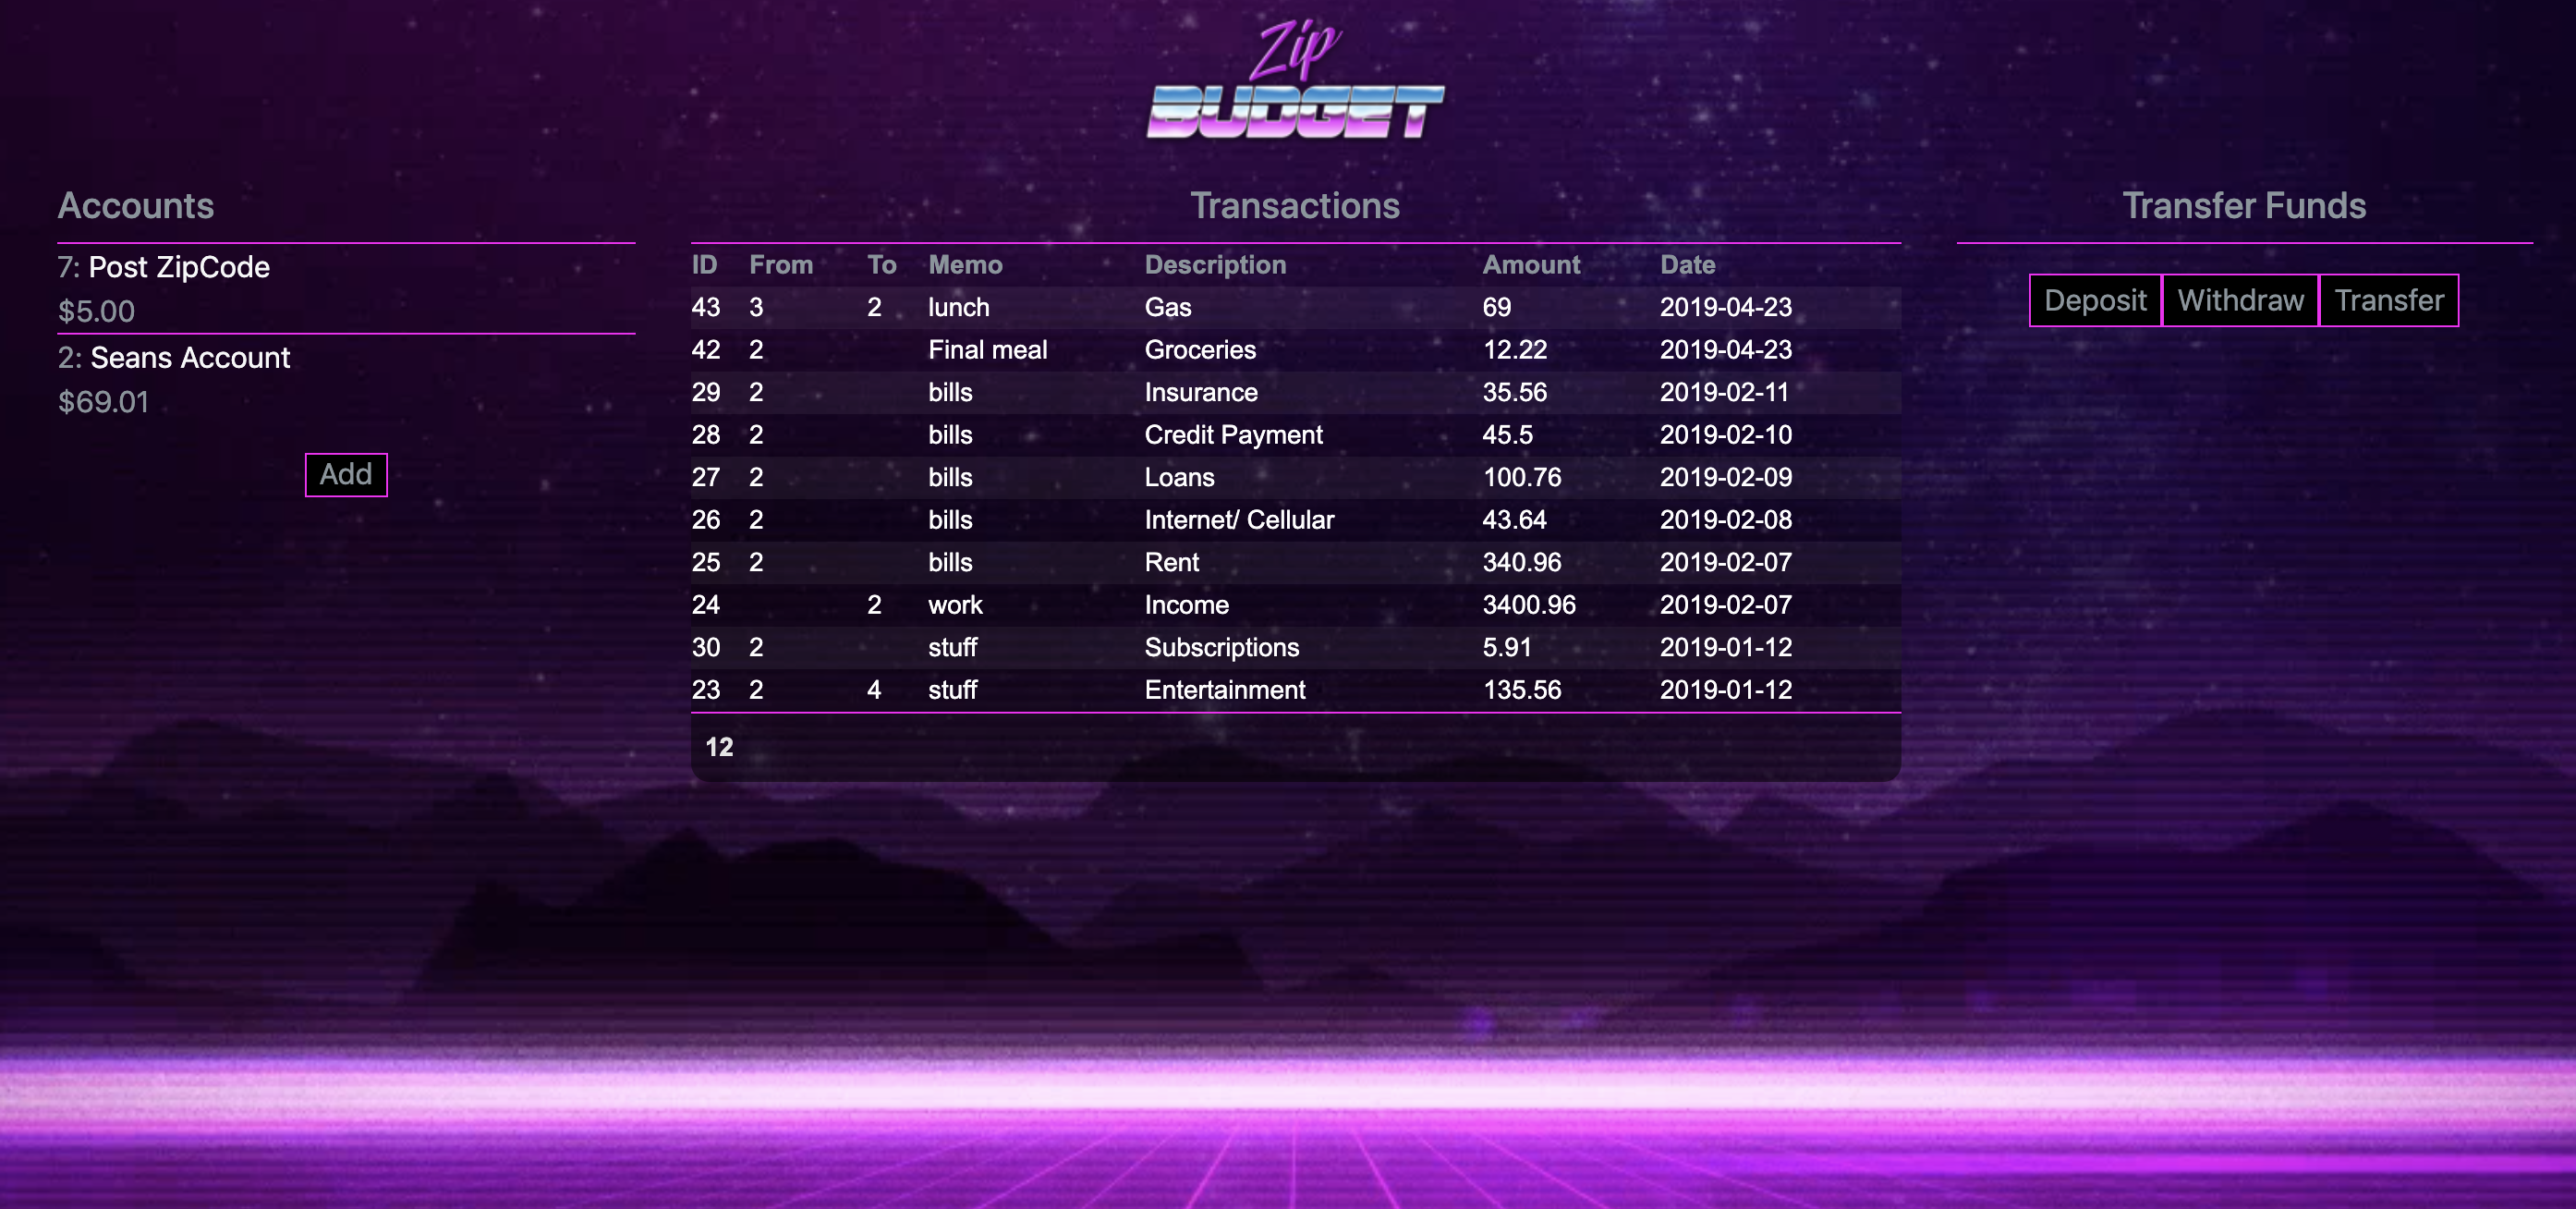 Zip
BUDGET
Accounts
7: Post ZipCode
$5.00
2: Seans Account
$69.01
Add
Transactions
ID From To Memo Description Amount Date
43 3 2 lunch Gas 69 2019-04-23
42 2 Final meal Groceries 12.22 2019-04-23
29 2 bills Insurance 35.56 2019-02-11
28 2 bills Credit Payment 45.5 2019-02-10
27 2 bills Loans 100.76 2019-02-09
26 2 bills Internet/ Cellular 43.64 2019-02-08
25 2 bills Rent 340.96 2019-02-07
24 2 work Income 3400.96 2019-02-07
30 2 stuff Subscriptions 5.91 2019-01-12
23 2 4 stuff Entertainment 135.56 2019-01-12
12
Transfer Funds
Deposit Withdraw Transfer